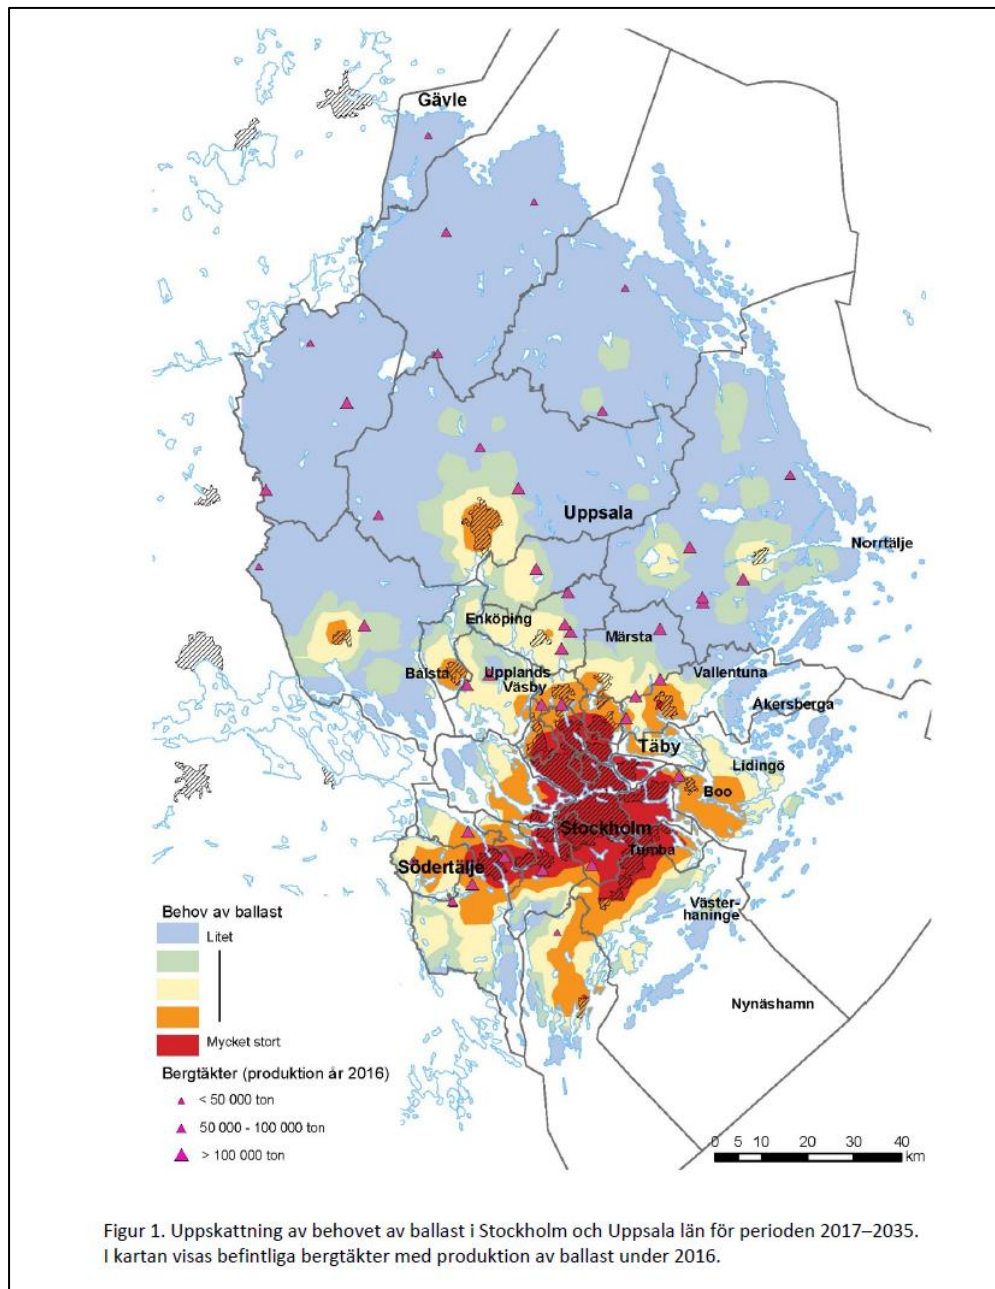 Gävle
Uppsala
Norrtälje
Enköping
Märsta
Bålsta
Upplands
Väsby
Vallentuna
Åkersberga
Täby
Lidingö
Boo
Stockholm
Tumba
Södertälje
Väster-
haninge
Nynäshamn
Behov av ballast
Litet
Mycket stort
Bergtäkter (produktion år 2016)
< 50 000 ton
50 000 - 100 000 ton
> 100 000 ton
0 5 10 20 30 40
km
Figur 1. Uppskattning av behovet av ballast i Stockholm och Uppsala län för perioden 2017–2035.
I kartan visas befintliga bergtäkter med produktion av ballast under 2016.